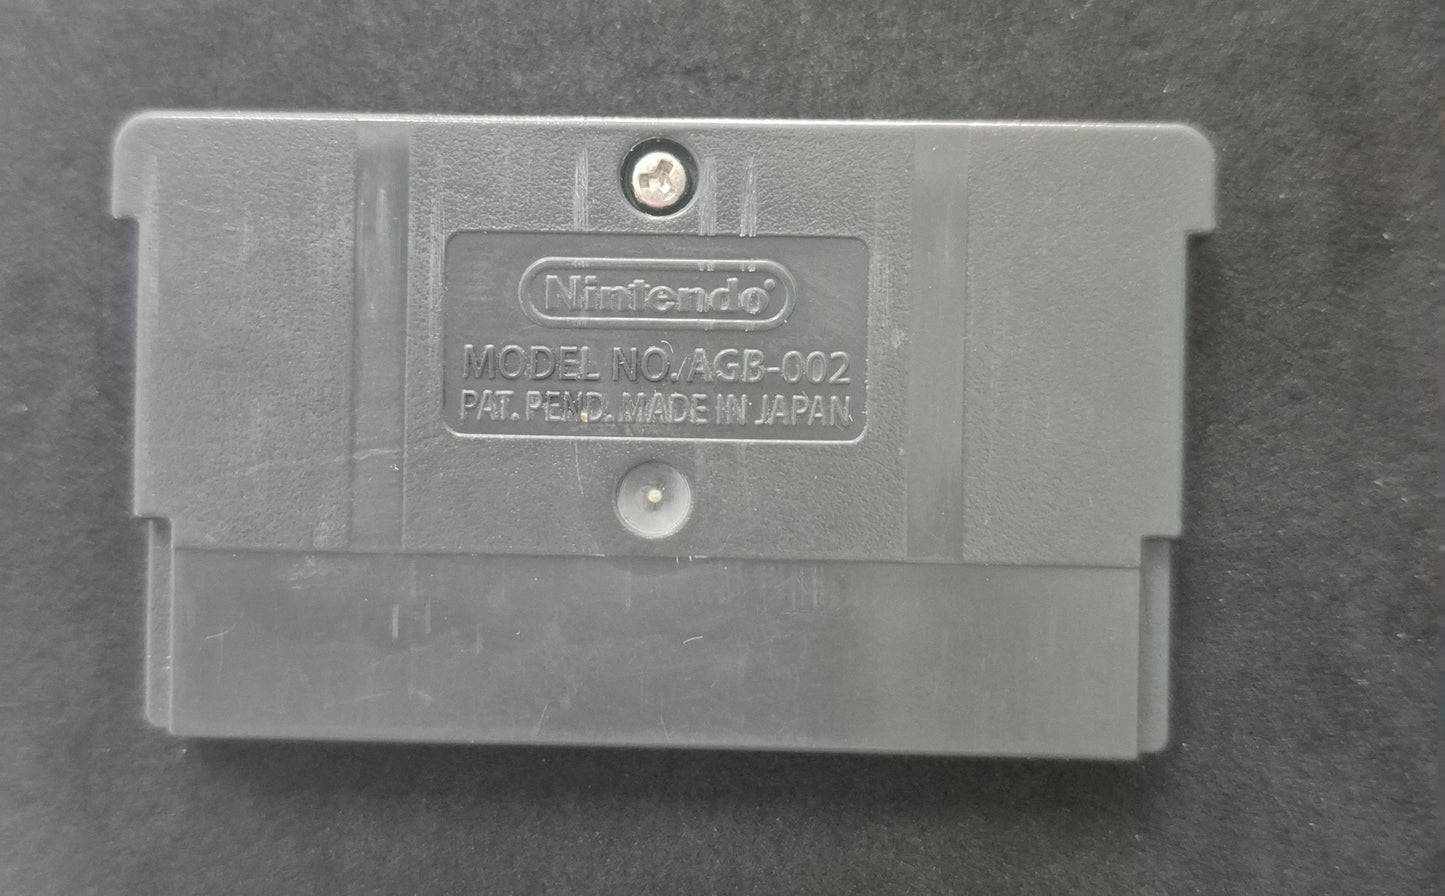 Nintendo®
MODEL NO. AGB-002
PAT. PEND. MADE IN JAPAN